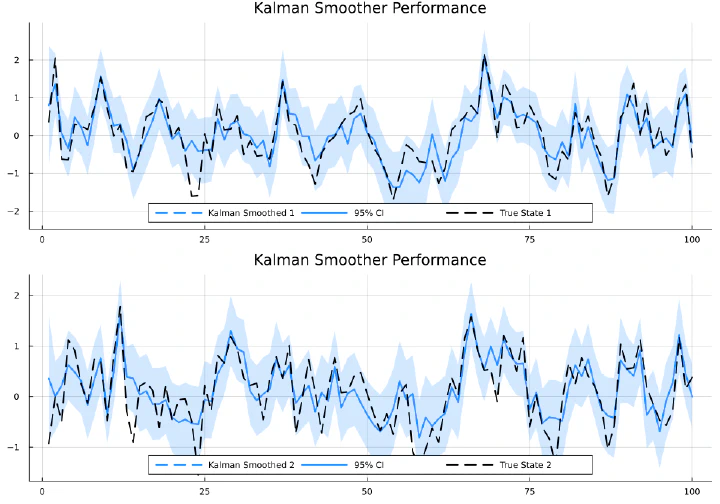 Kalman Smoother Performance
2
1
0
−1
−2
Kalman Smoothed 1 95% CI True State 1
0 25 50 75 100
Kalman Smoother Performance
2
1
0
−1
Kalman Smoothed 2 95% CI True State 2
0 25 50 75 100